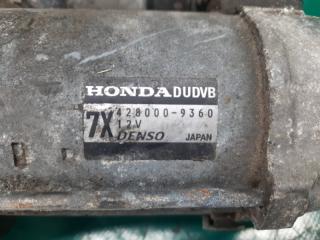 HONDA DUDVB
7X 428000-9360
12V
DENSO JAPAN